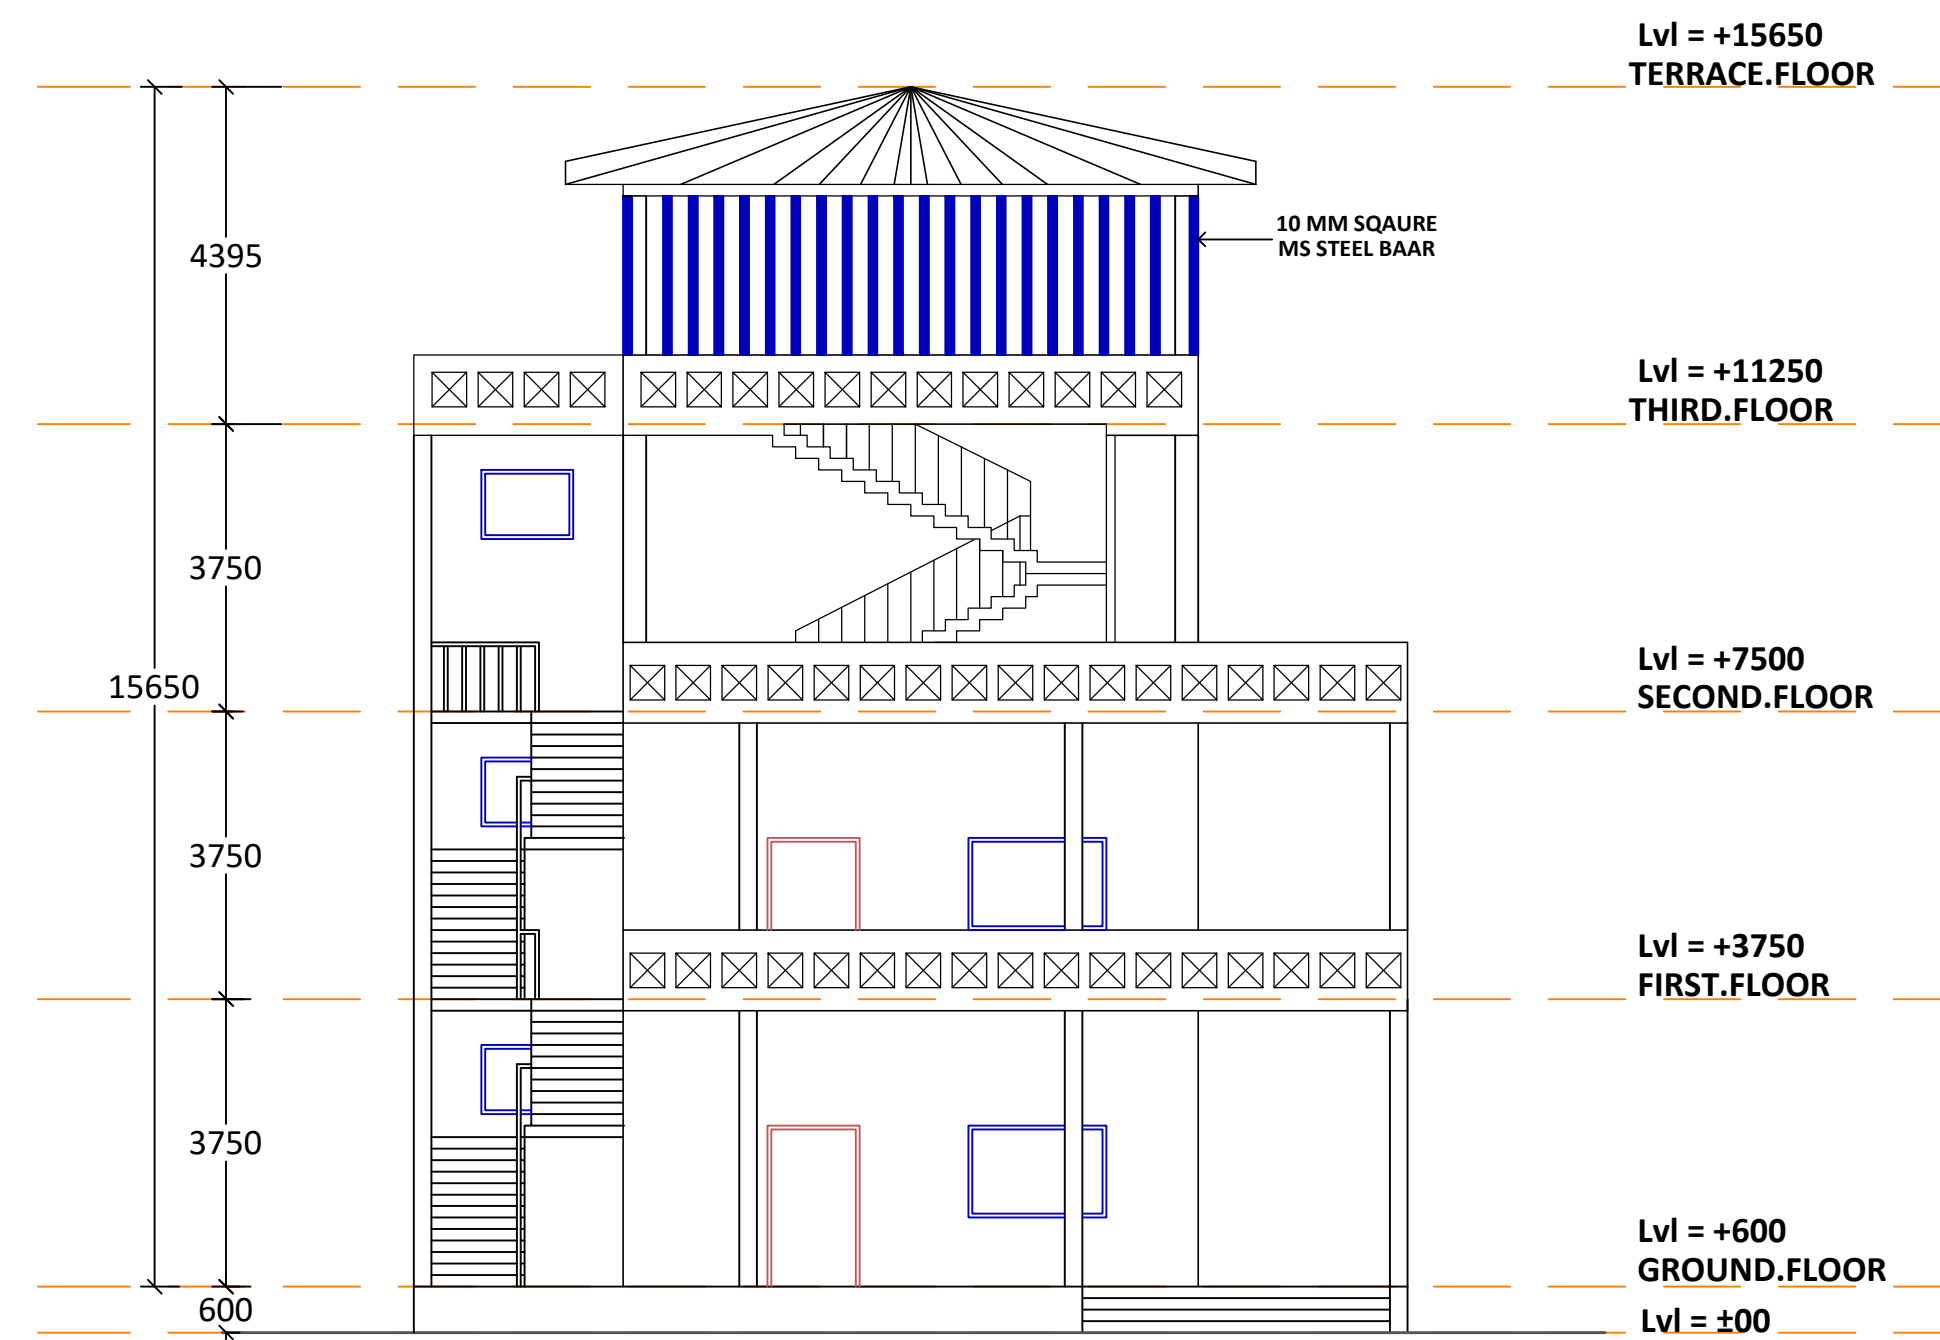 Lvl = +15650
TERRACE.FLOOR
10 MM SQAURE
MS STEEL BAAR
4395
Lvl = +11250
THIRD.FLOOR
3750
Lvl = +7500
SECOND.FLOOR
15650
3750
Lvl = +3750
FIRST.FLOOR
3750
Lvl = +600
GROUND.FLOOR
600
Lvl = ±00